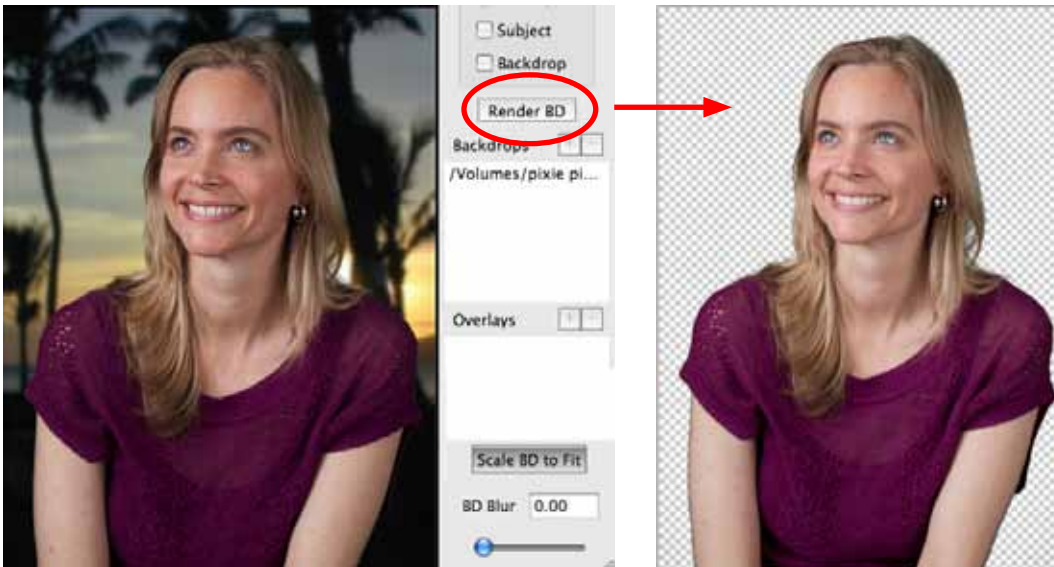 Subject
Backdrop
Render BD
Backdrops + -
/Volumes/pixie pi...
Overlays + -
Scale BD to Fit
BD Blur 0.00